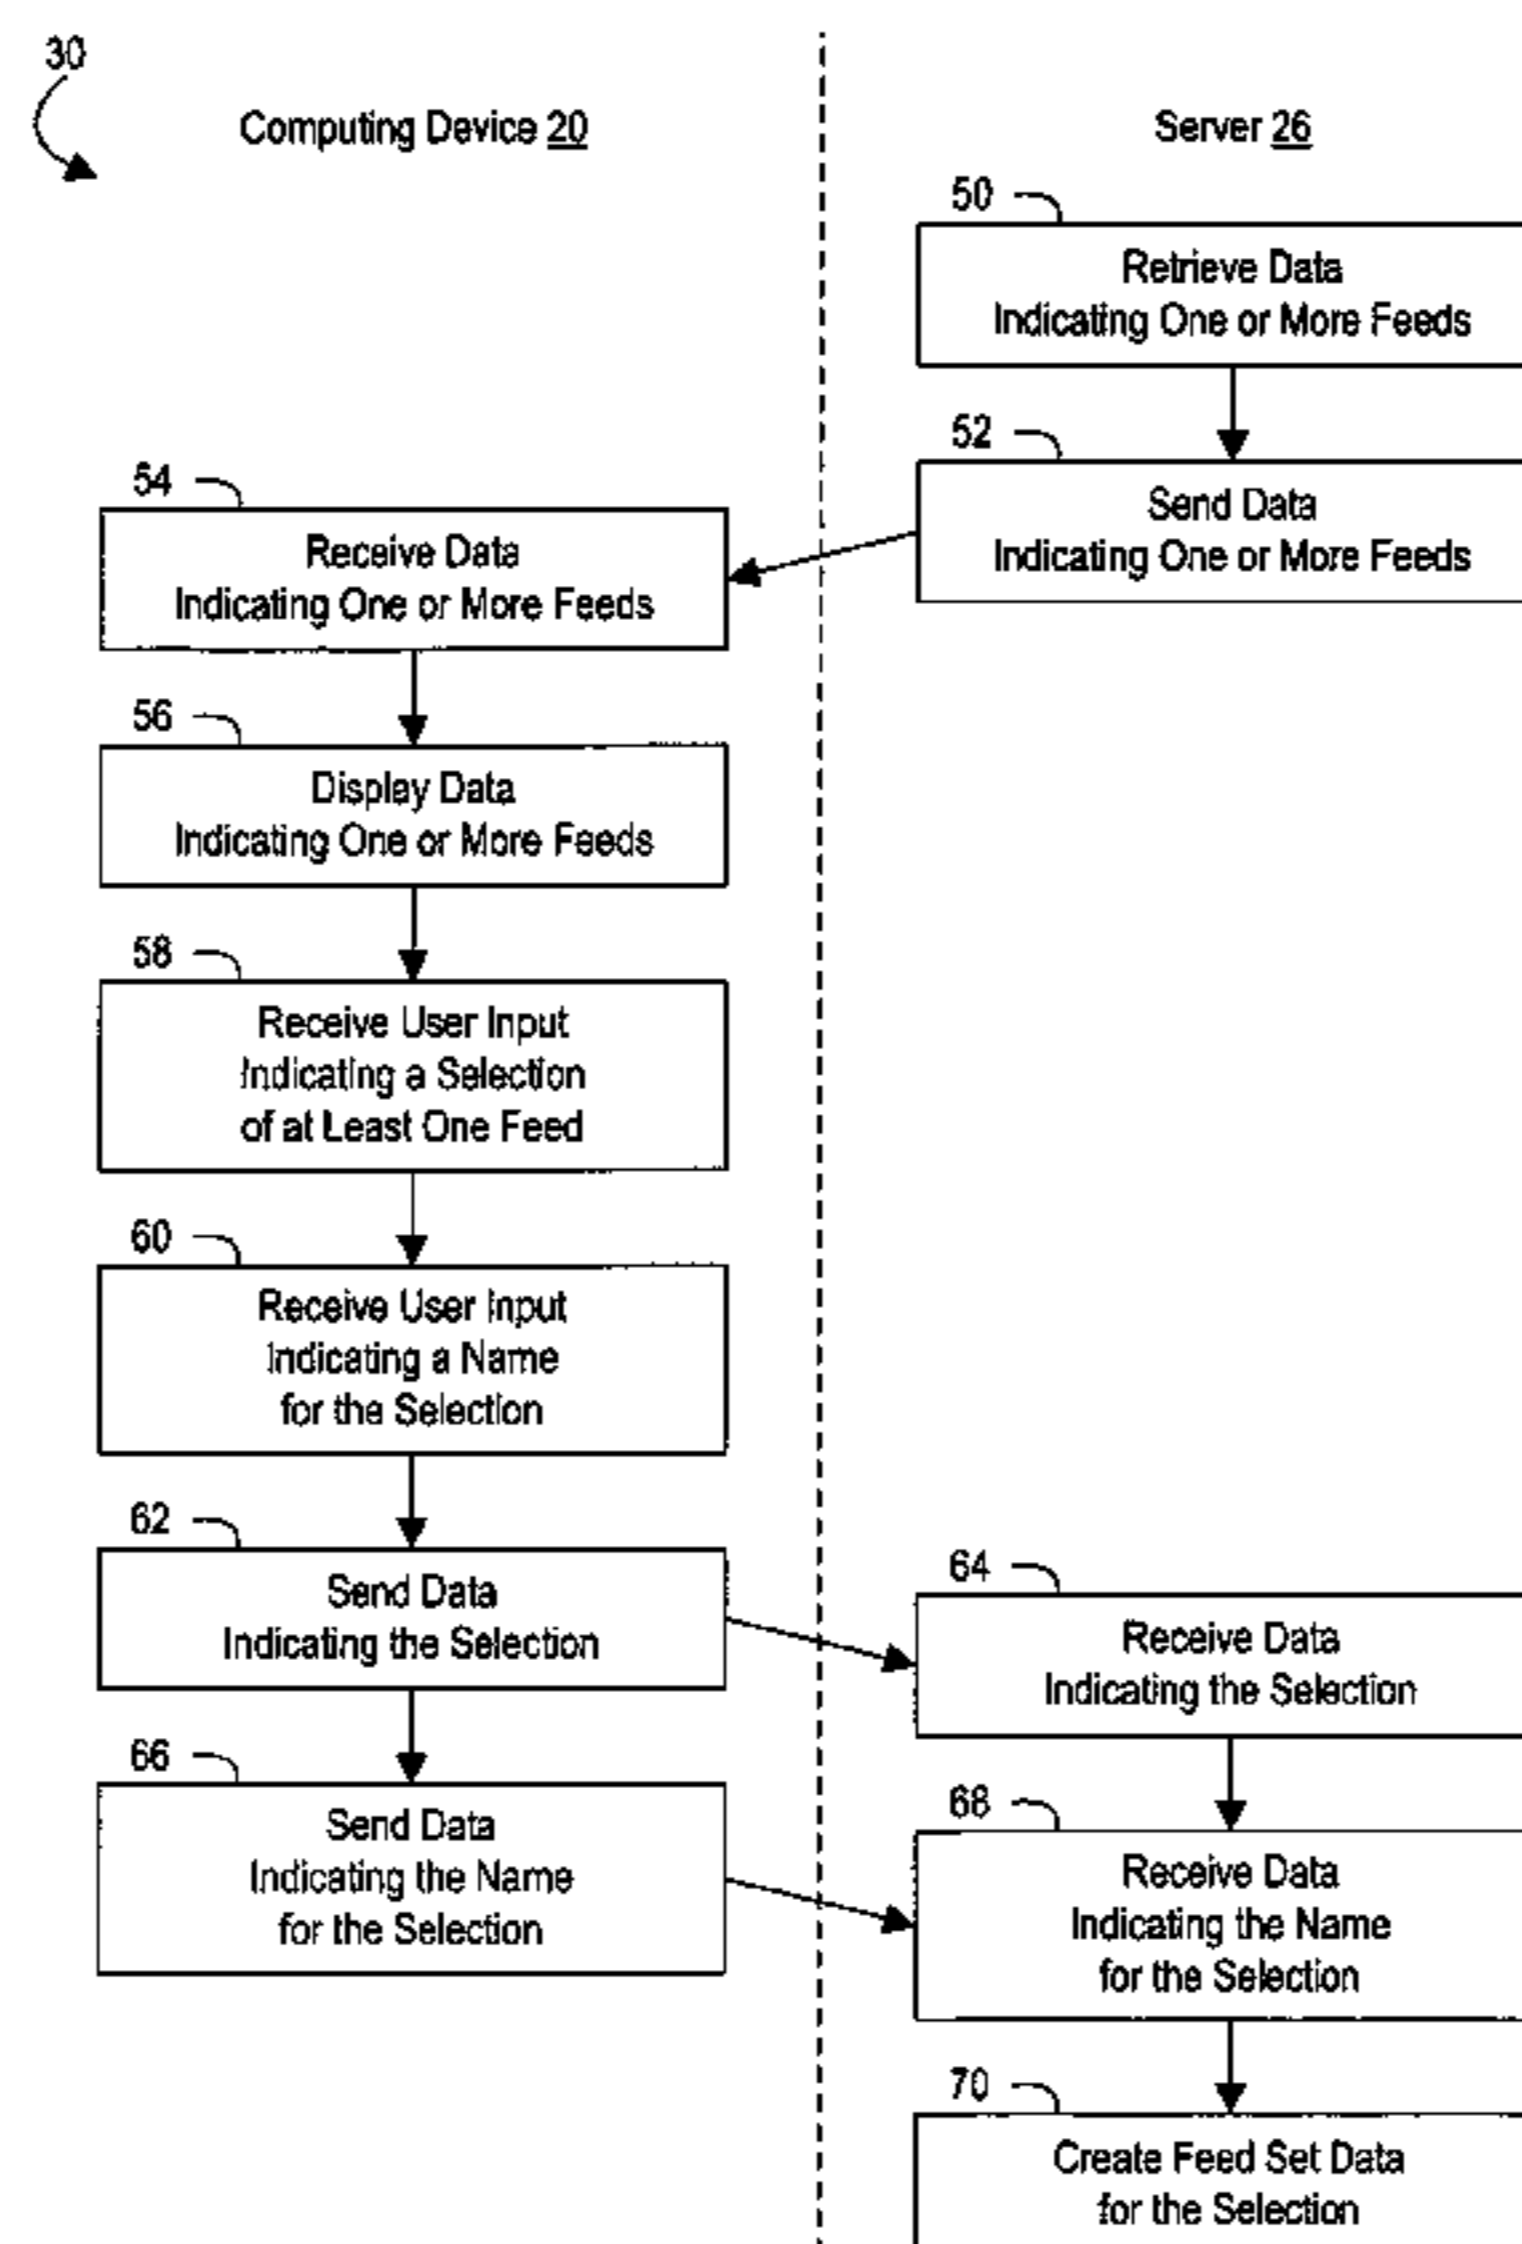 30
Computing Device 20
Server 26
50
Retrieve Data
Indicating One or More Feeds
52
Send Data
Indicating One or More Feeds
54
Receive Data
Indicating One or More Feeds
56
Display Data
Indicating One or More Feeds
58
Receive User Input
Indicating a Selection
of at Least One Feed
60
Receive User Input
Indicating a Name
for the Selection
62
Send Data
Indicating the Selection
64
Receive Data
Indicating the Selection
66
Send Data
Indicating the Name
for the Selection
68
Receive Data
Indicating the Name
for the Selection
70
Create Feed Set Data
for the Selection